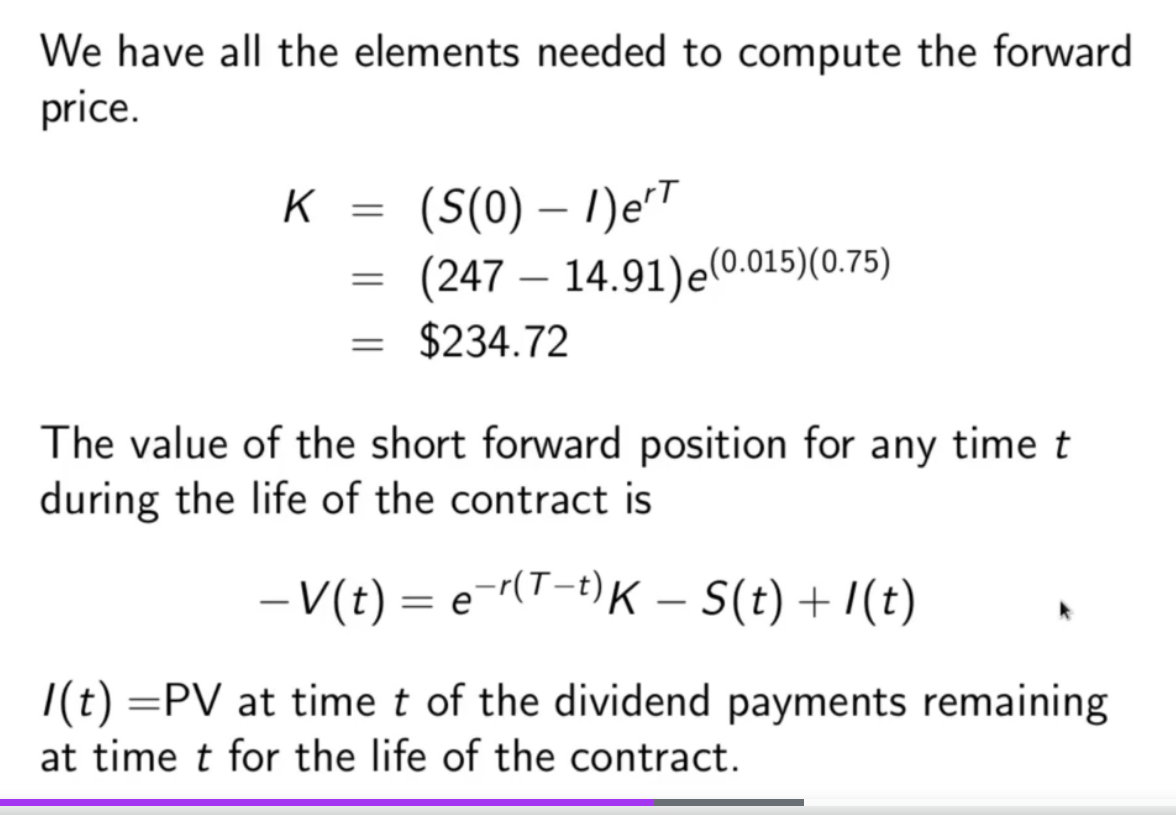 We have all the elements needed to compute the forward
price.
K = (S(0) – I)e^{rT}
= (247 – 14.91)e^{(0.015)(0.75)}
= $234.72
The value of the short forward position for any time t
during the life of the contract is
–V(t) = e^{–r(T–t)}K – S(t) + I(t)
I(t) =PV at time t of the dividend payments remaining
at time t for the life of the contract.